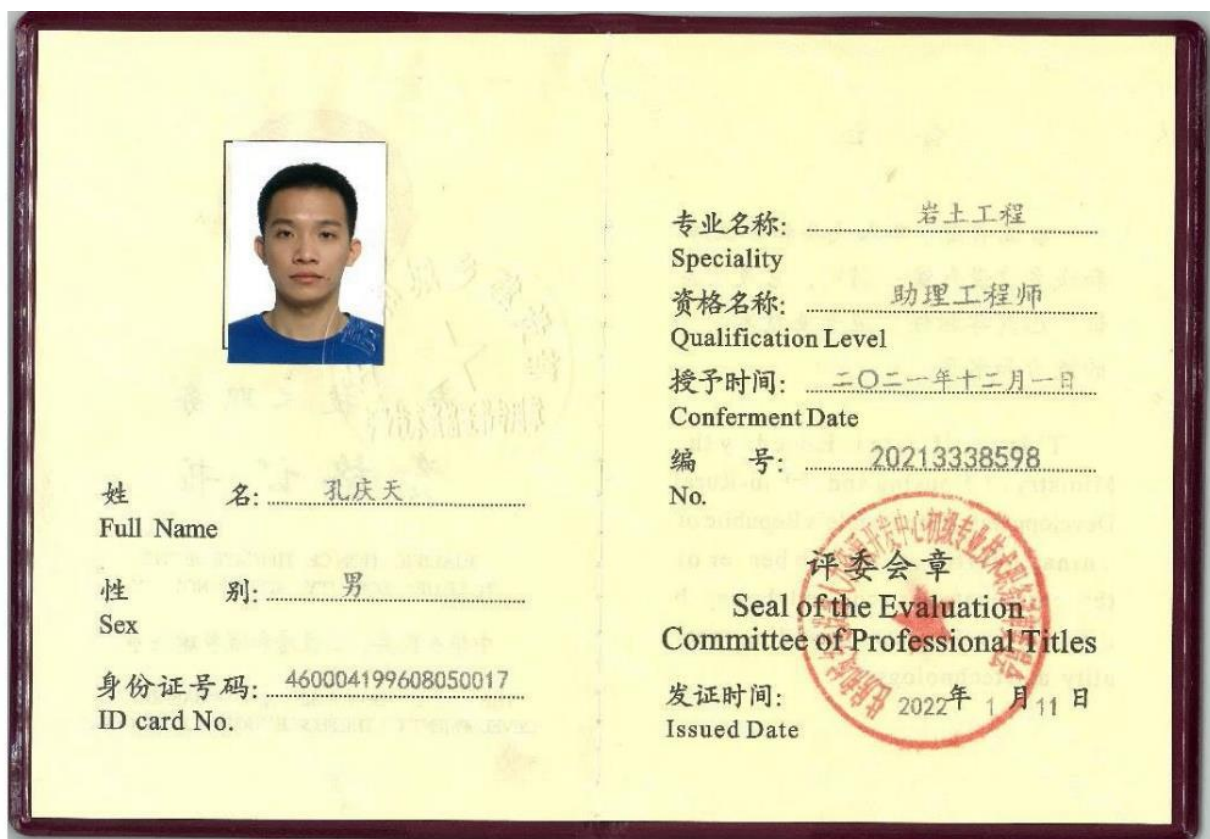 姓 名: 孔庆天
Full Name
性 别: 男
Sex
身份证号码: 460004199608050017
ID card No.
专业名称: 岩土工程
Speciality
资格名称: 助理工程师
Qualification Level
授予时间: 二〇二一年十二月一日
Conferment Date
编 号: 20213338598
No.
评委会章
Seal of the Evaluation
Committee of Professional Titles
发证时间: 2022年 1 月 11 日
Issued Date